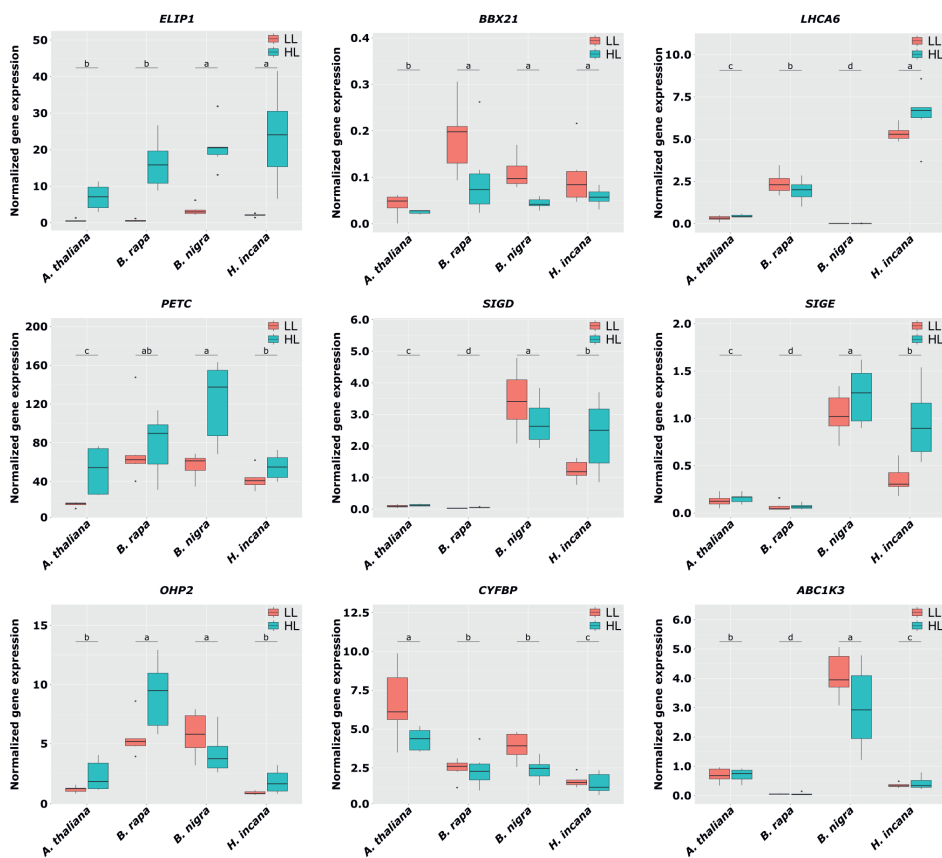 ELIP1
Normalized gene expression
50
40
30
20
10
0
LL
HL
b b a a
A. thaliana
B. rapa
B. nigra
H. incana
BBX21
Normalized gene expression
0.4
0.3
0.2
0.1
0.0
LL
HL
b a a a
A. thaliana
B. rapa
B. nigra
H. incana
LHCA6
Normalized gene expression
10.0
7.5
5.0
2.5
0.0
LL
HL
c b d a
A. thaliana
B. rapa
B. nigra
H. incana
PETC
Normalized gene expression
200
160
120
80
40
0
LL
HL
c ab a b
A. thaliana
B. rapa
B. nigra
H. incana
SIGD
Normalized gene expression
6.0
5.0
4.0
3.0
2.0
1.0
0.0
LL
HL
c d a b
A. thaliana
B. rapa
B. nigra
H. incana
SIGE
Normalized gene expression
2.0
1.5
1.0
0.5
0.0
LL
HL
c d a b
A. thaliana
B. rapa
B. nigra
H. incana
OHP2
Normalized gene expression
15
10
5
0
LL
HL
b a a b
A. thaliana
B. rapa
B. nigra
H. incana
CYFBP
Normalized gene expression
12.5
10.0
7.5
5.0
2.5
0.0
LL
HL
a b b c
A. thaliana
B. rapa
B. nigra
H. incana
ABC1K3
Normalized gene expression
6.0
5.0
4.0
3.0
2.0
1.0
0.0
LL
HL
b d a c
A. thaliana
B. rapa
B. nigra
H. incana